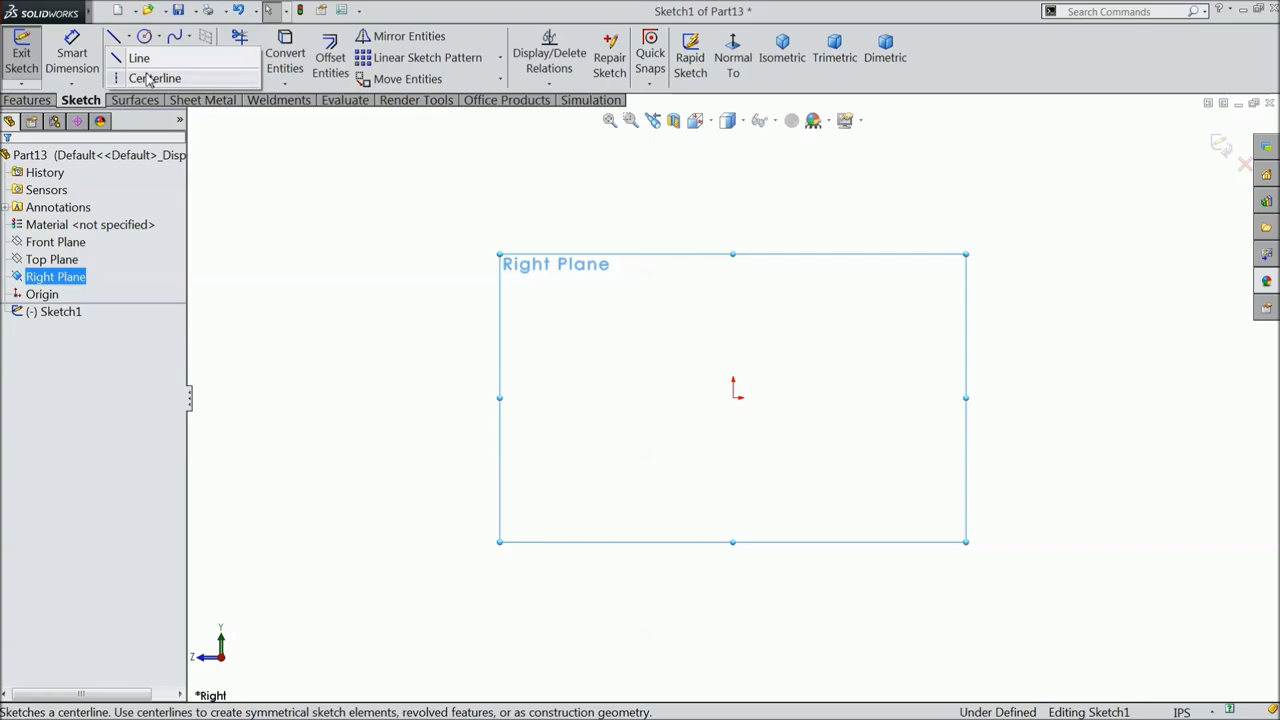 SOLIDWORKS
Sketch1 of Part13 *
Search Commands
Exit Sketch
Smart Dimension
Line
Centerline
Convert Entities
Offset Entities
Mirror Entities
Linear Sketch Pattern
Move Entities
Display/Delete Relations
Repair Sketch
Quick Snaps
Rapid Sketch
Normal To
Isometric
Trimetric
Dimetric
Features
Sketch
Surfaces
Sheet Metal
Weldments
Evaluate
Render Tools
Office Products
Simulation
Part13 (Default<<Default>_Disp
History
Sensors
Annotations
Material <not specified>
Front Plane
Top Plane
Right Plane
Origin
(-) Sketch1
Right Plane
Y
Z
*Right
Sketches a centerline. Use centerlines to create symmetrical sketch elements, revolved features, or as construction geometry.
Under Defined
Editing Sketch1
IPS